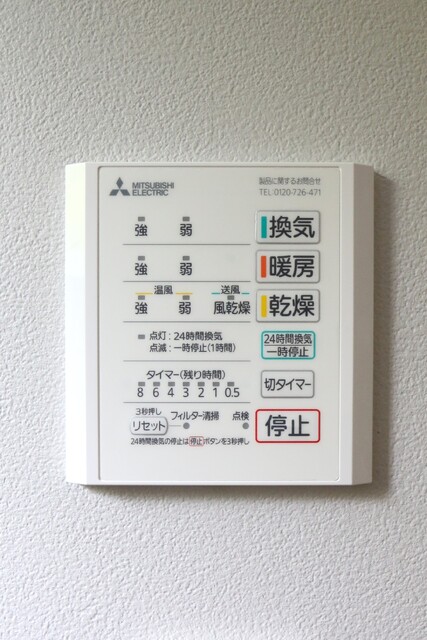 MITSUBISHI ELECTRIC
製品に関するお問合せ
TEL 0120-726-471
強 弱 換気
強 弱 暖房
温風 送風
強 弱 風乾燥 乾燥
点灯：24時間換気
点滅：一時停止(1時間)
24時間換気
一時停止
タイマー(残り時間)
8 6 4 3 2 1 0.5
切タイマー
3秒押し
リセット フィルター清掃 点検
停止
24時間換気の停止は停止ボタンを3秒押し